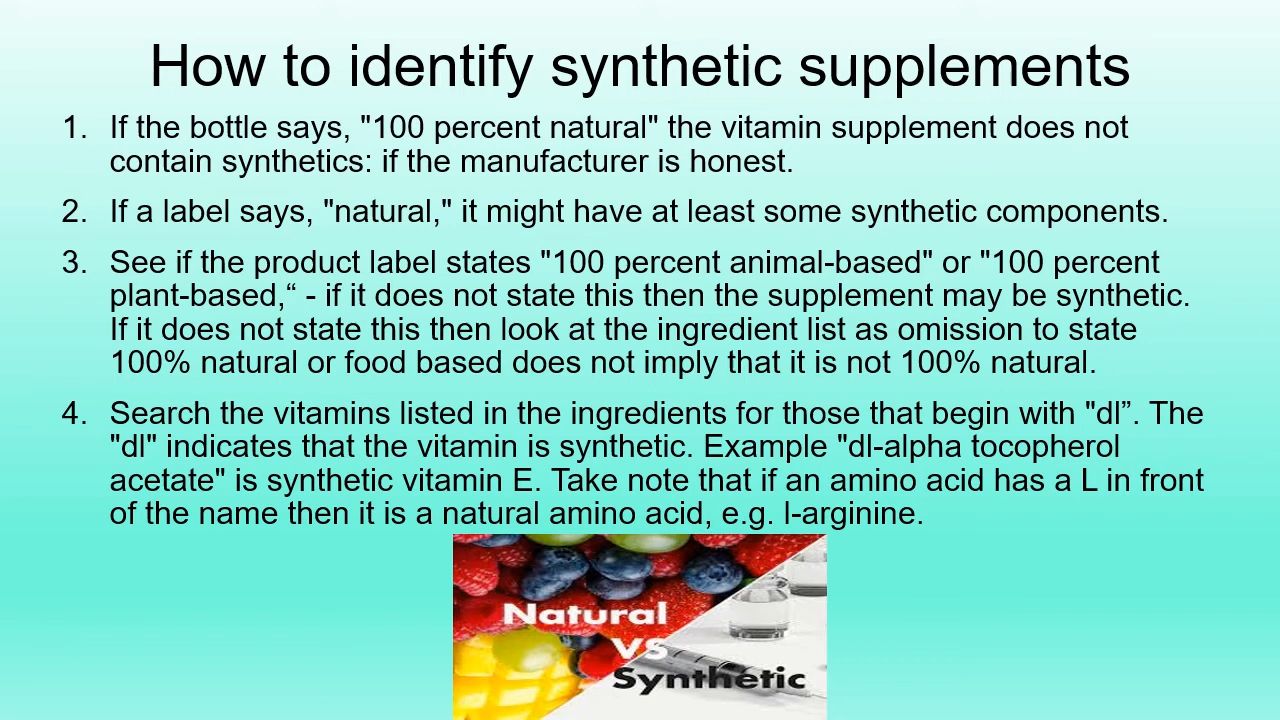 How to identify synthetic supplements
1. If the bottle says, "100 percent natural" the vitamin supplement does not
contain synthetics: if the manufacturer is honest.
2. If a label says, "natural," it might have at least some synthetic components.
3. See if the product label states "100 percent animal-based" or "100 percent
plant-based,“ - if it does not state this then the supplement may be synthetic.
If it does not state this then look at the ingredient list as omission to state
100% natural or food based does not imply that it is not 100% natural.
4. Search the vitamins listed in the ingredients for those that begin with "dl”. The
"dl" indicates that the vitamin is synthetic. Example "dl-alpha tocopherol
acetate" is synthetic vitamin E. Take note that if an amino acid has a L in front
of the name then it is a natural amino acid, e.g. l-arginine.
Natural
VS
Synthetic